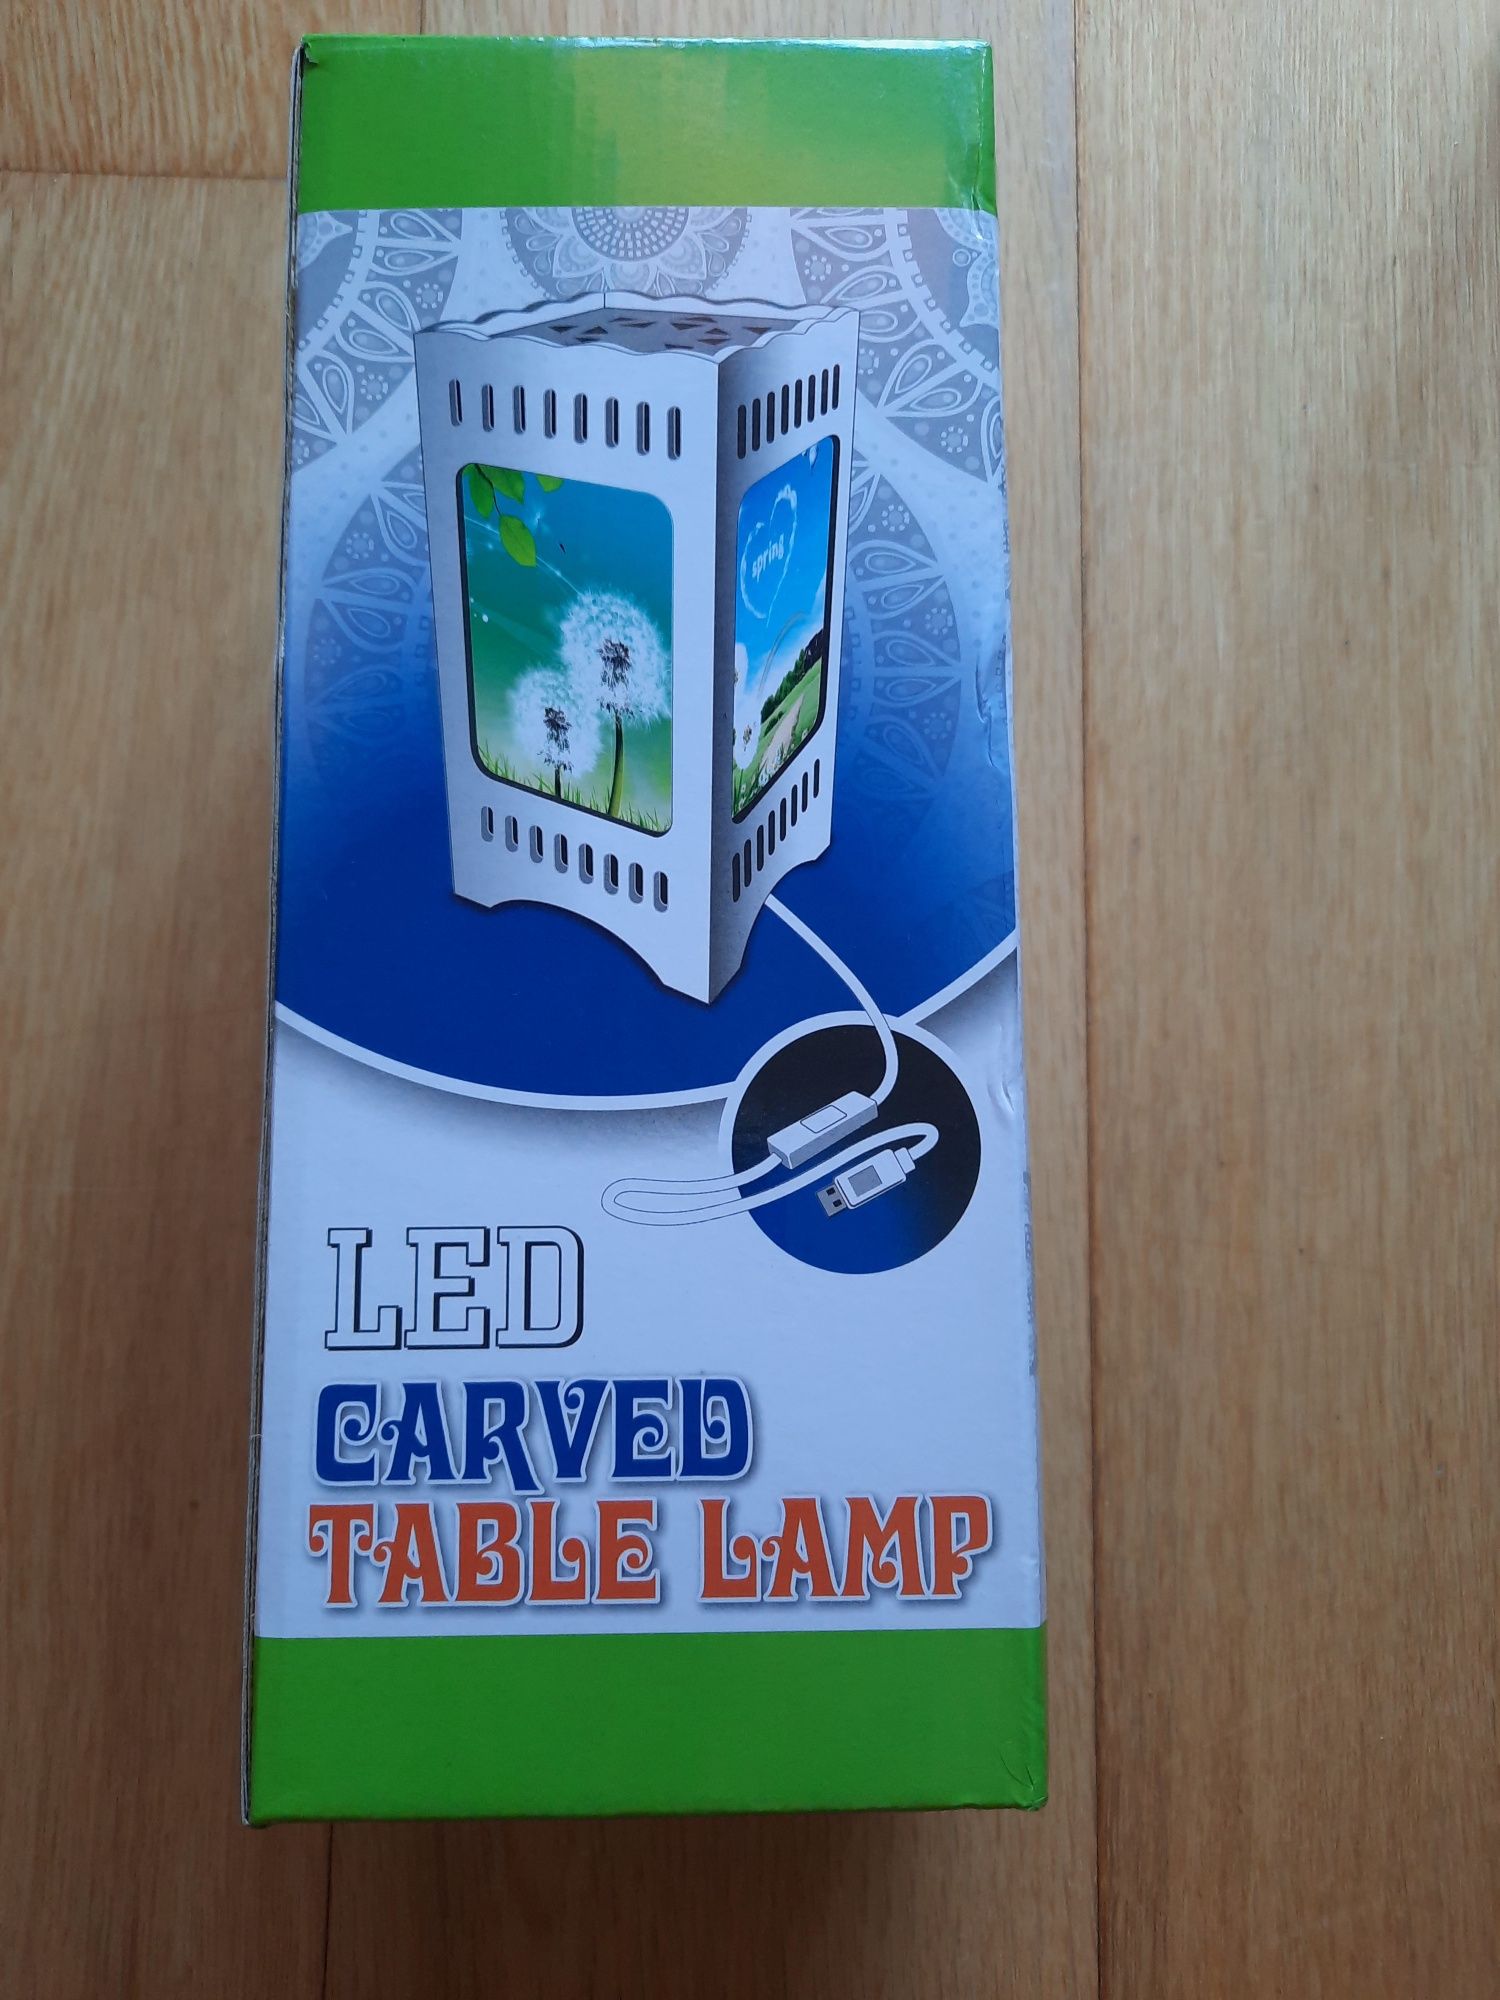 spring
LED
CARVED
TABLE LAMP